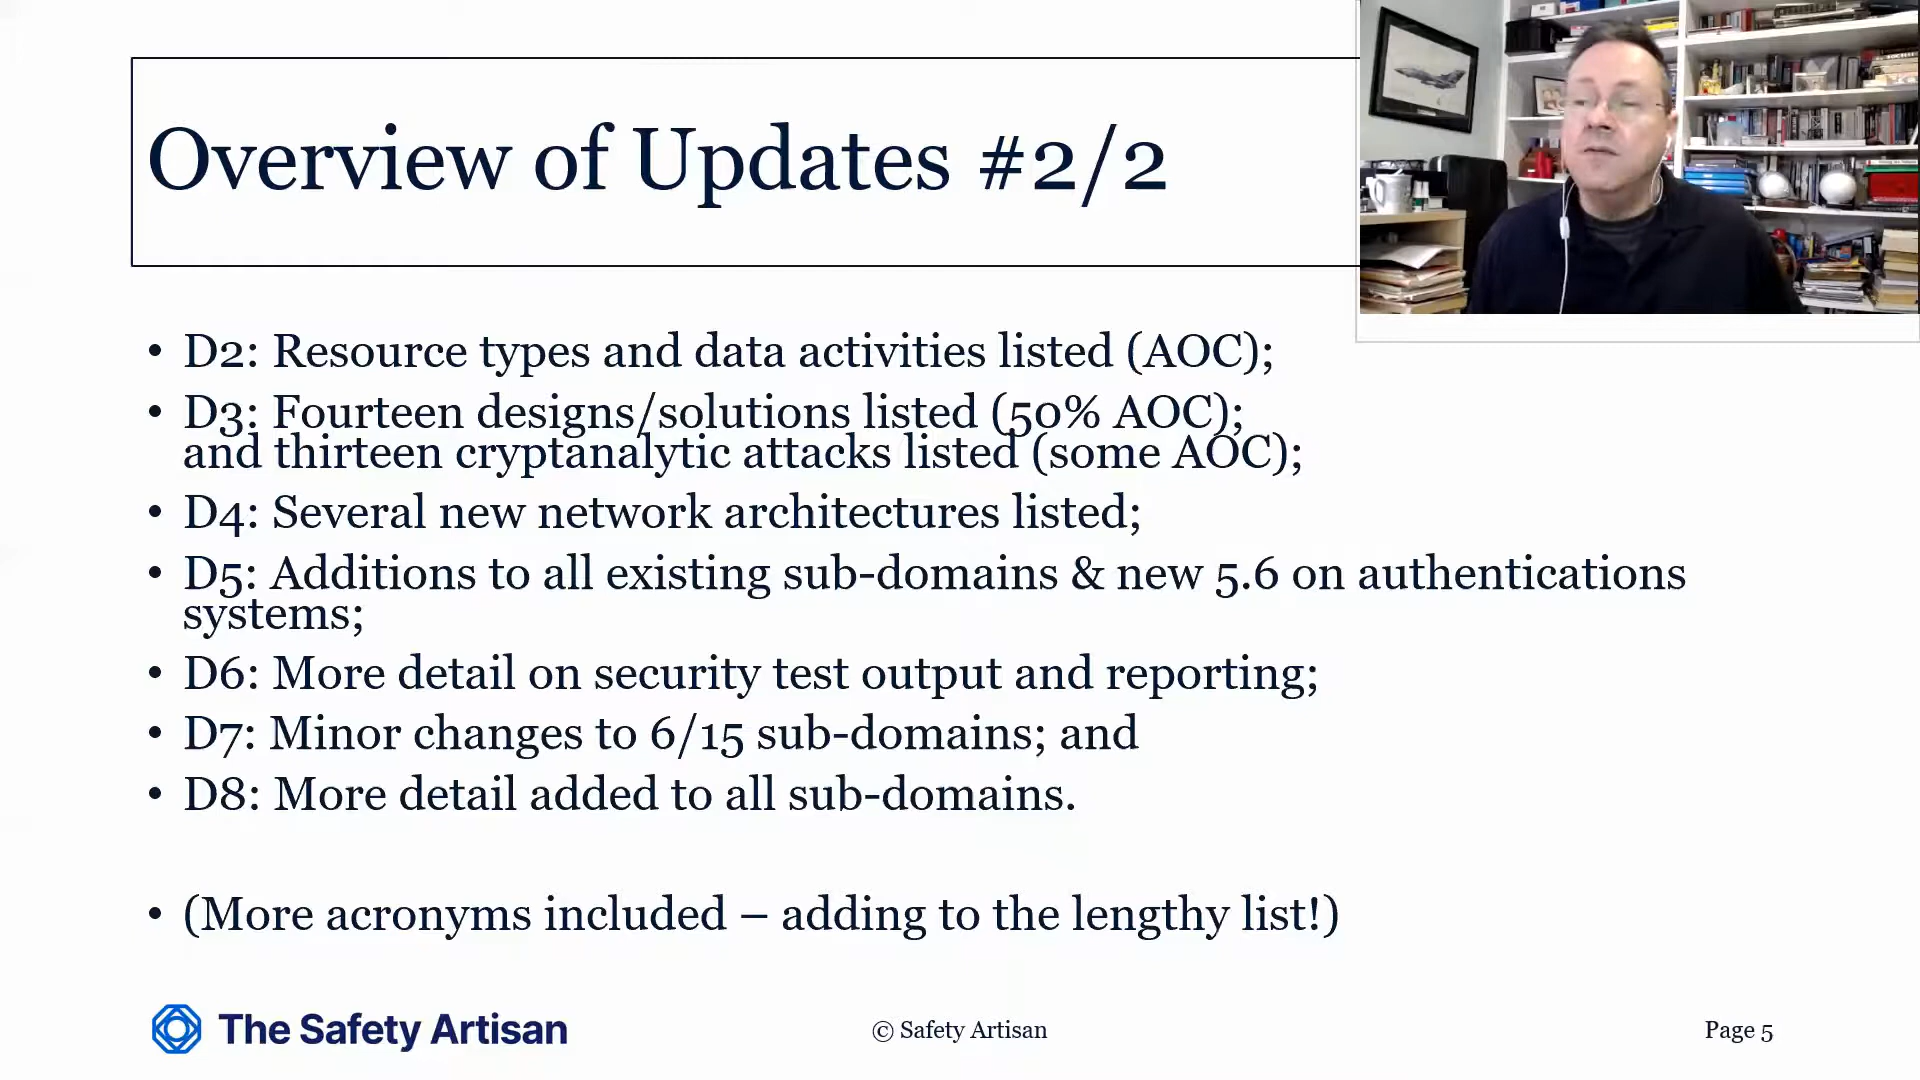 Overview of Updates #2/2
• D2: Resource types and data activities listed (AOC);
• D3: Fourteen designs/solutions listed (50% AOC);
and thirteen cryptanalytic attacks listed (some AOC);
• D4: Several new network architectures listed;
• D5: Additions to all existing sub-domains & new 5.6 on authentications
systems;
• D6: More detail on security test output and reporting;
• D7: Minor changes to 6/15 sub-domains; and
• D8: More detail added to all sub-domains.
• (More acronyms included – adding to the lengthy list!)
The Safety Artisan
© Safety Artisan
Page 5